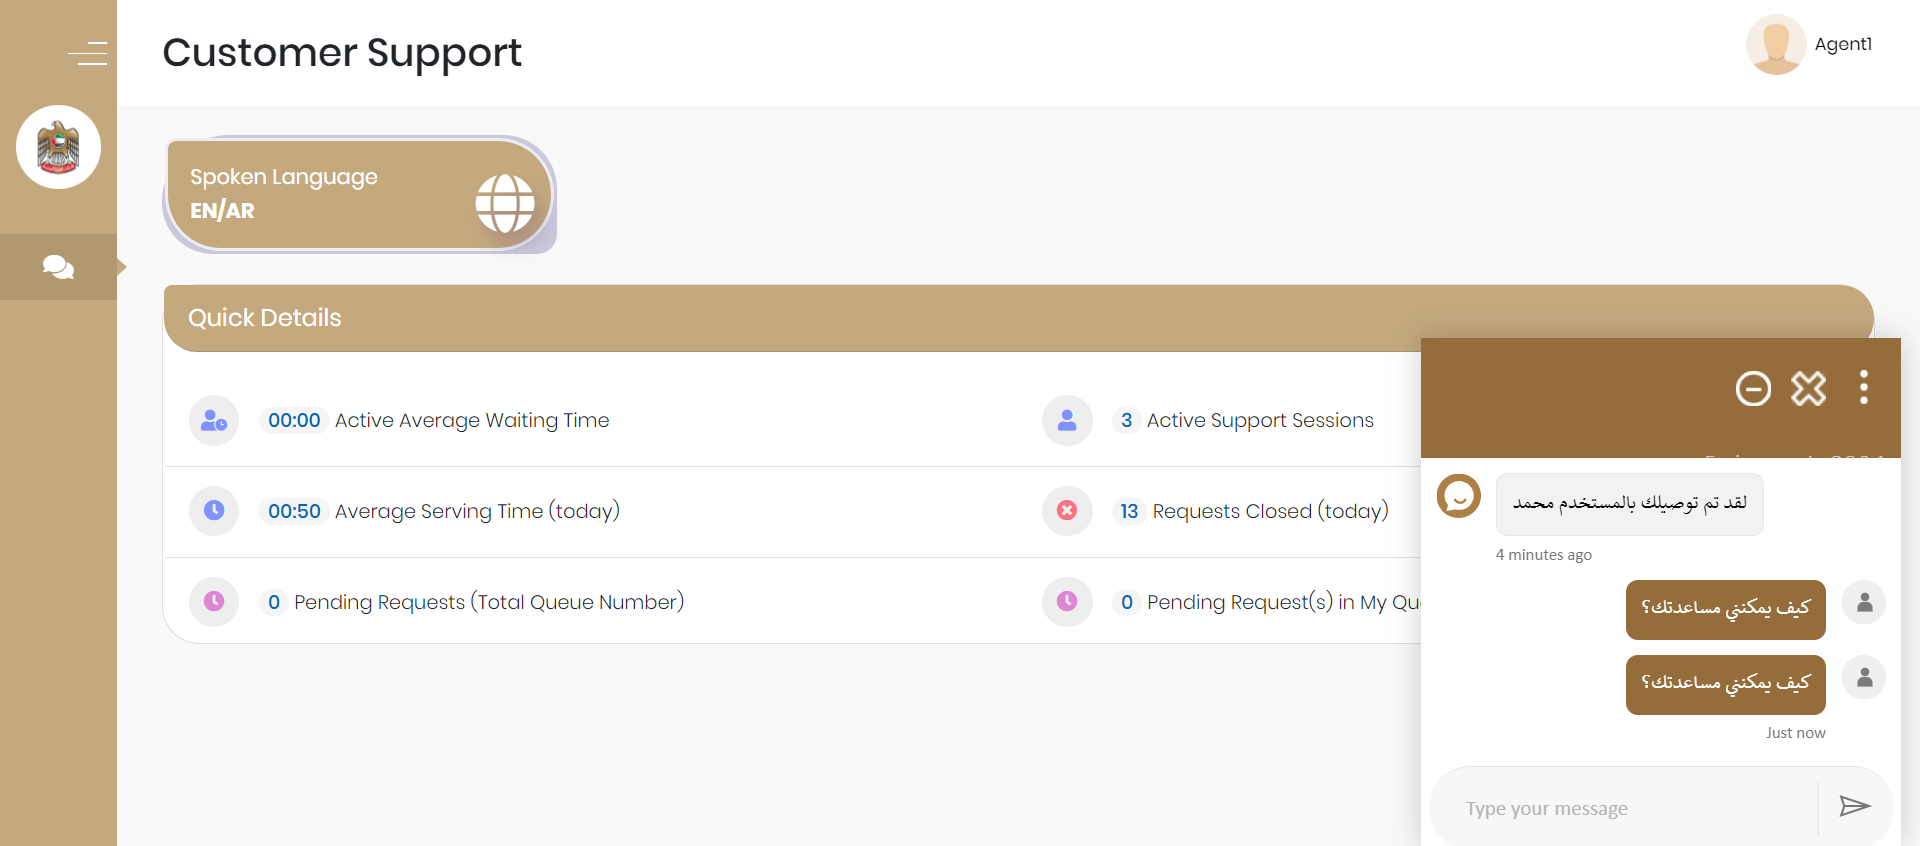 Customer Support
Agent1
Spoken Language
EN/AR
Quick Details
00:00 Active Average Waiting Time
3 Active Support Sessions
00:50 Average Serving Time (today)
13 Requests Closed (today)
0 Pending Requests (Total Queue Number)
0 Pending Request(s) in My
لقد تم توصيلك بالمستخدم محمد
4 minutes ago
كيف يمكنني مساعدتك؟
كيف يمكنني مساعدتك؟
Just now
Type your message